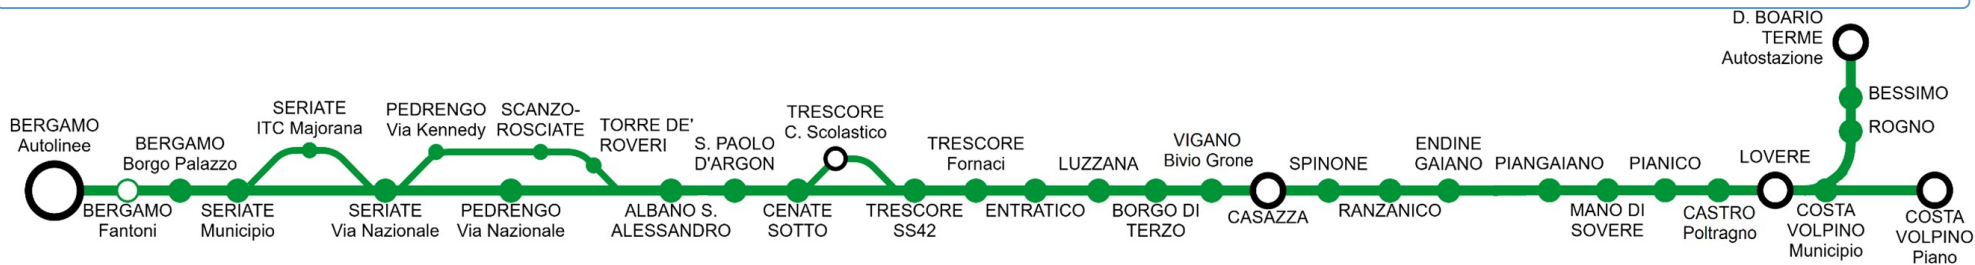 BERGAMO
Autolinee
BERGAMO
Fantoni
BERGAMO
Borgo Palazzo
SERIATE
Municipio
SERIATE
ITC Majorana
SERIATE
Via Nazionale
PEDRENGO
Via Kennedy
SCANZO-
ROSCIATE
TORRE DE'
ROVERI
PEDRENGO
Via Nazionale
ALBANO S.
ALESSANDRO
S. PAOLO
D'ARGON
CENATE
SOTTO
TRESCORE
C. Scolastico
TRESCORE
SS42
TRESCORE
Fornaci
ENTRATICO
LUZZANA
BORGO DI
TERZO
VIGANO
Bivio Grone
CASAZZA
SPINONE
RANZANICO
ENDINE
GAIANO
PIANGAIANO
MANO DI
SOVERE
PIANICO
CASTRO
Poltragno
LOVERE
COSTA
VOLPINO
Municipio
COSTA
VOLPINO
Piano
ROGNO
BESSIMO
D. BOARIO
TERME
Autostazione